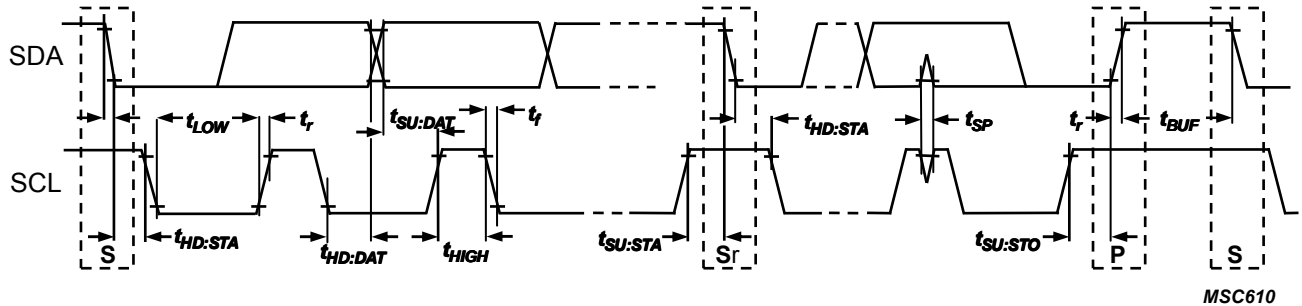 SDA
t_LOW t_r t_SU:DAT t_f t_HD:STA t_SP t_r t_BUF
SCL
t_HD:STA t_HD:DAT t_HIGH t_SU:STA t_SU:STO
S Sr P S
MSC610